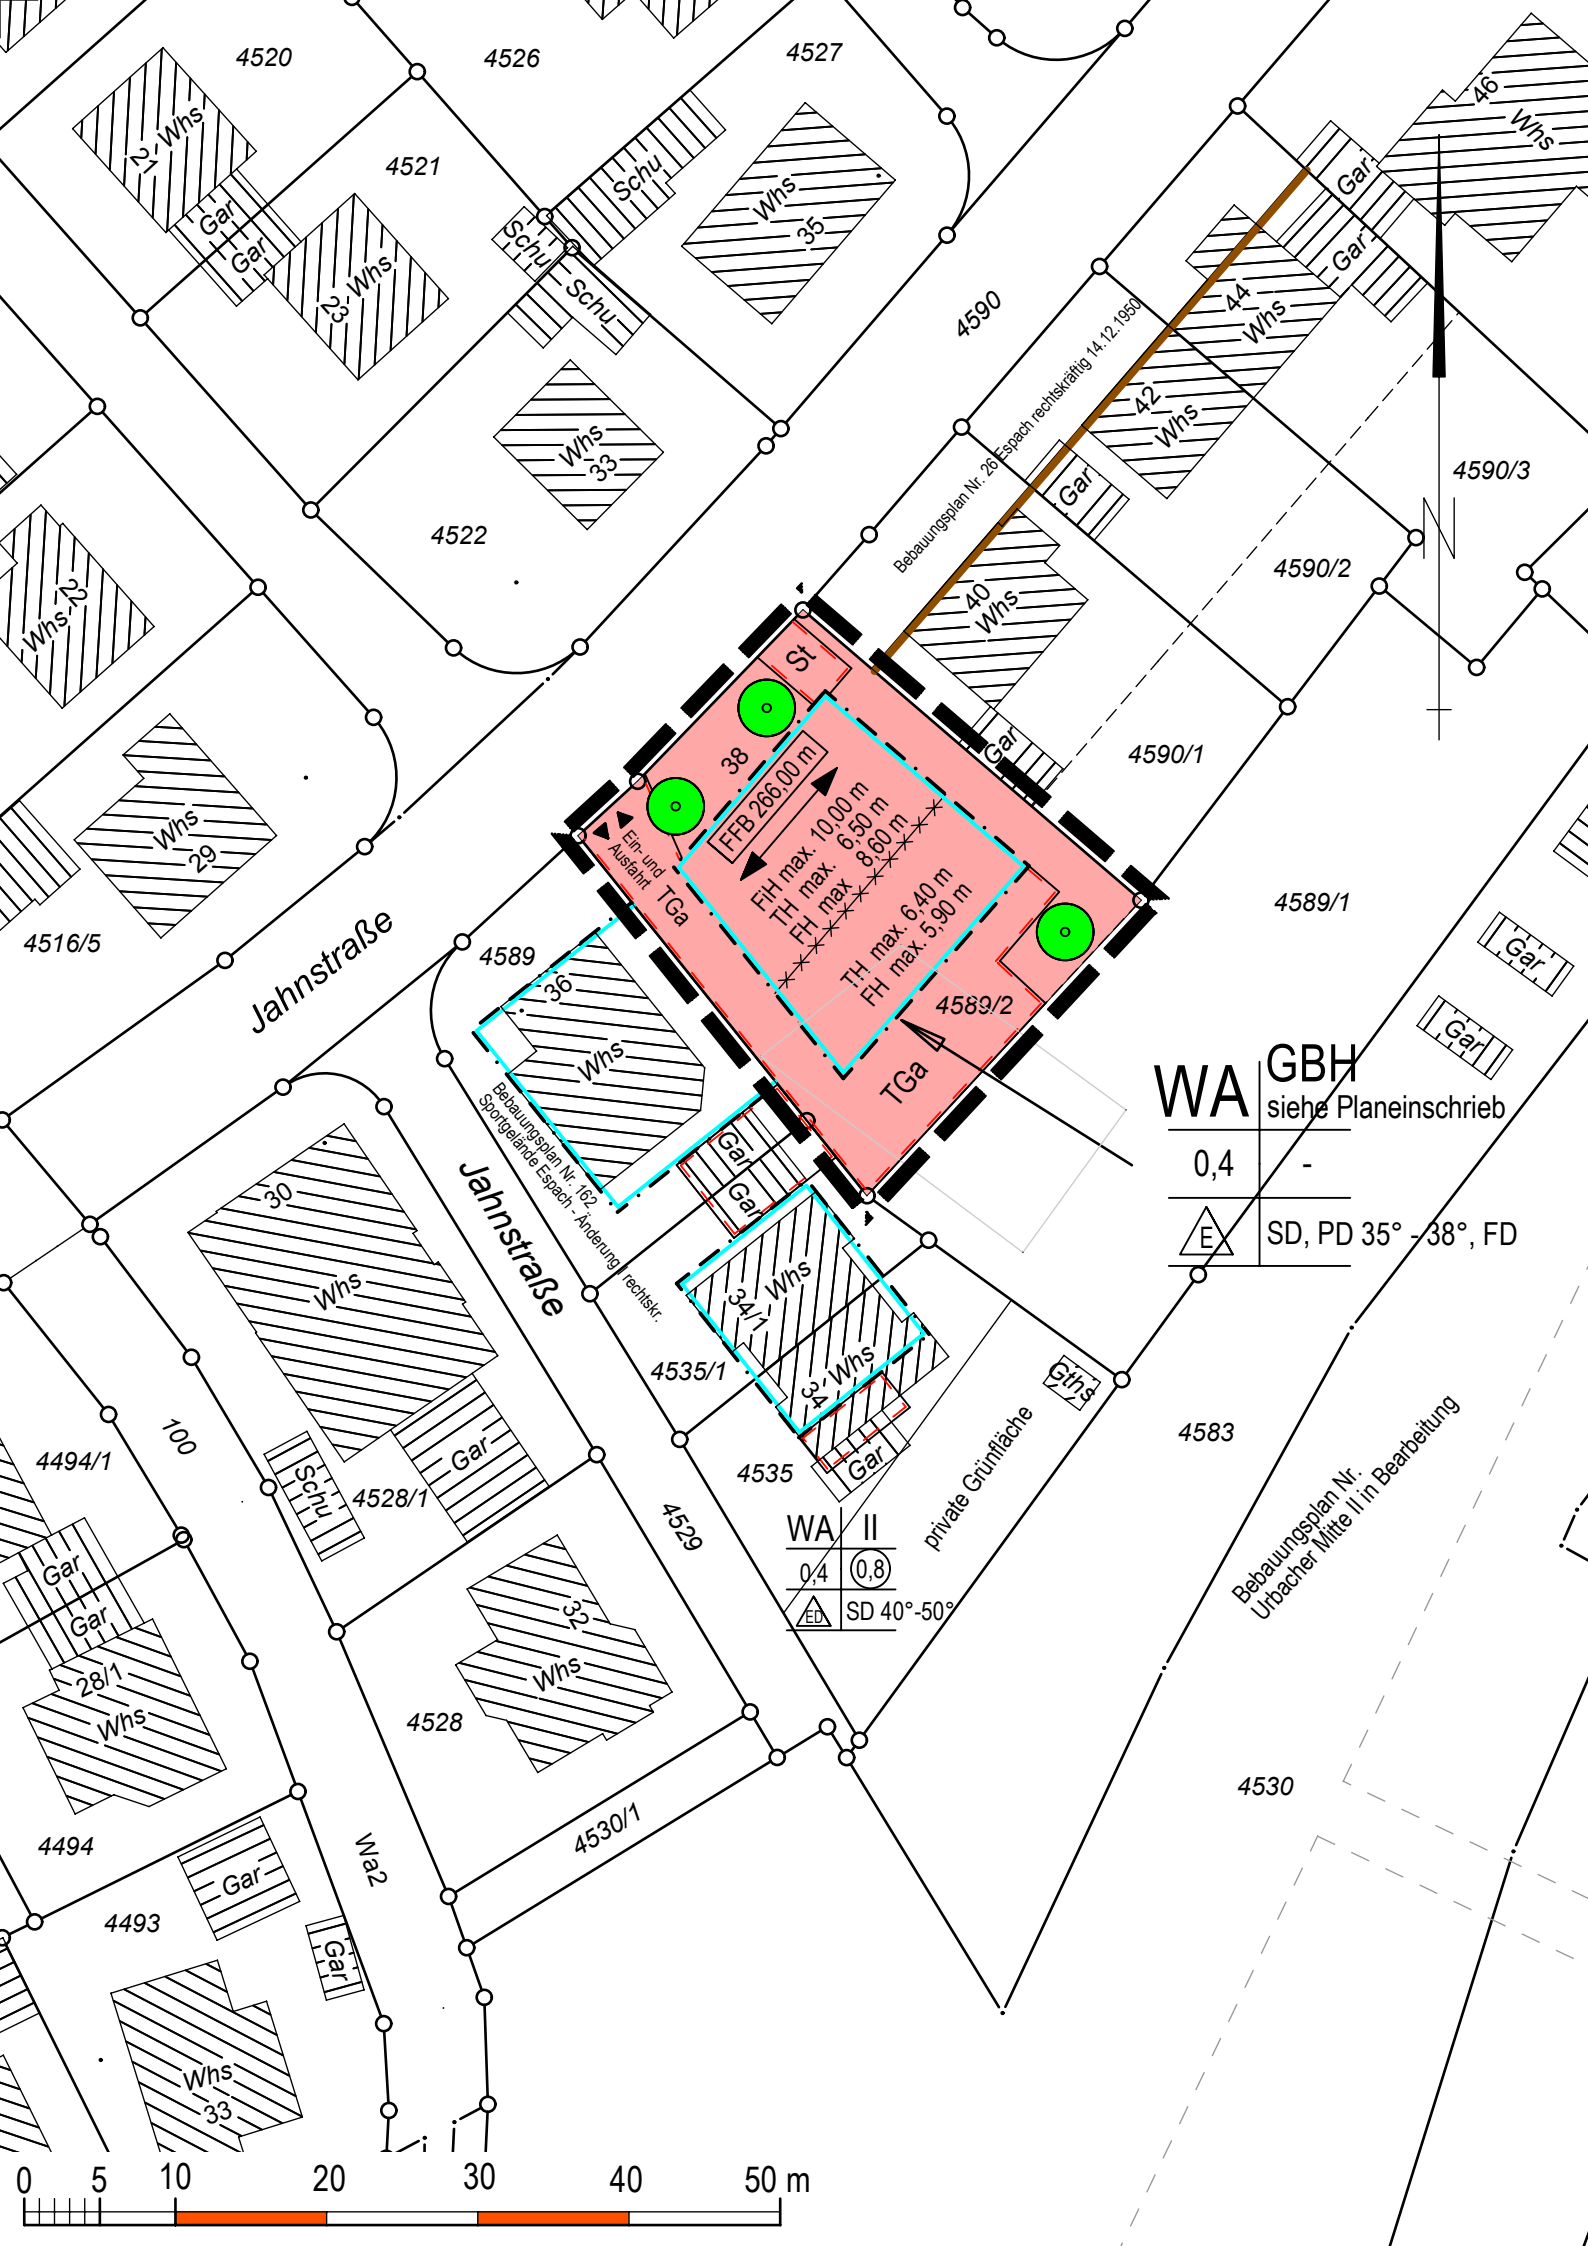 4520
4526
4527
46
Whs
21
Whs
4521
Schu
Gar
Gar
Gar
Whs
35
Schu
Gar
23
Whs
Schu
44
Whs
4590
42
Whs
Bebauungsplan Nr. 26 Espach rechtskräftig 14.12.1950
Whs
33
4590/3
Gar
4522
N
4590/2
22
Whs
40
Whs
St
4590/1
Gar
38
FFB 266,00 m
FiH max. 10,00 m
TH max. 6,50 m
FH max 8,60 m
Ein- und
Ausfahrt
TGa
TH max. 6,40 m
FH max. 5,90 m
Whs
29
4516/5
Jahnstraße
4589
4589/1
Gar
36
Whs
4589/2
Gar
TGa
WA
GBH
siehe Planeinschrieb
0,4
-
E
SD, PD 35° - 38°, FD
Bebauungsplan Nr. 162
Sportgelände Espach - Änderung I rechtskr.
Gar
Gar
30
Whs
Jahnstraße
Whs
34/1
Whs
34
4535/1
Gths
4583
100
4494/1
Gar
Schu
4528/1
4529
4535
Gar
private Grünfläche
Bebauungsplan Nr.
Urbacher Mitte II in Bearbeitung
WA
II
0,4
0,8
ED
SD 40°-50°
Gar
Gar
32
Whs
28/1
Whs
4528
4530
4530/1
4494
Wa2
Gar
4493
Gar
Whs
33
0 5 10 20 30 40 50 m